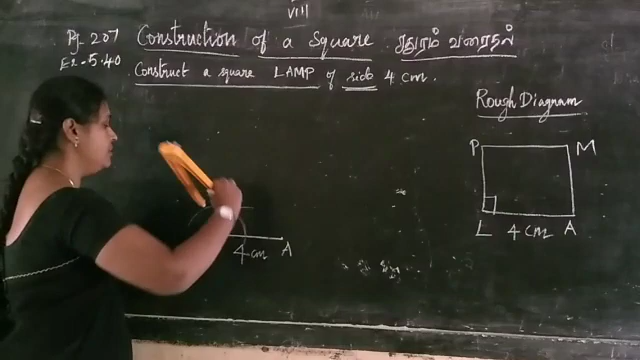 VIII
Pg. 207 Construction of a Square சதுரம் வரைதல்
Ex-5.40 Construct a square LAMP of side 4 cm.
Rough Diagram
P M
L 4 cm A
4 cm A